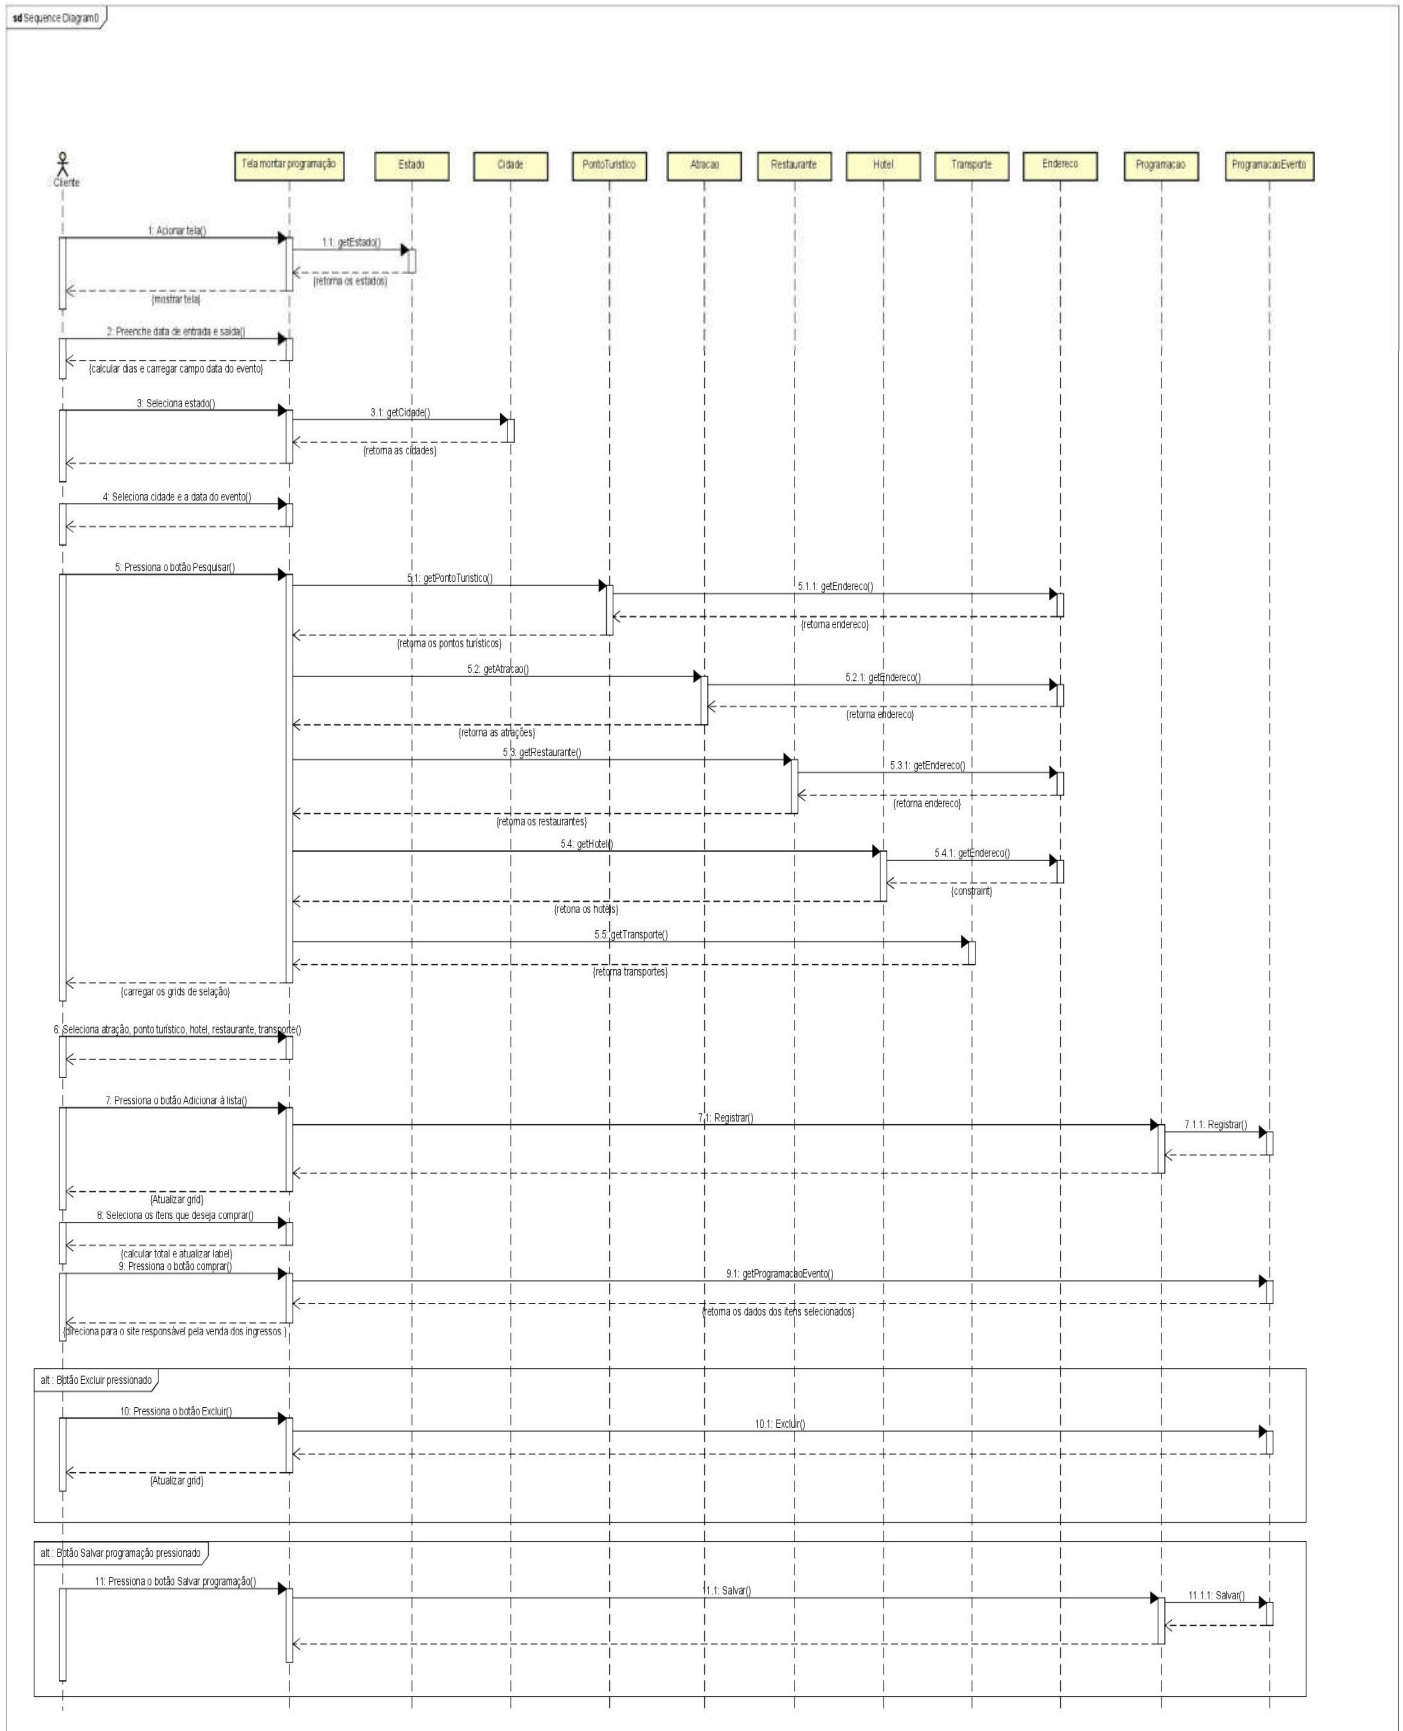 sd Sequence Diagram0
: Cliente
Tela montar programação
Estado
Cidade
PontoTuristico
Atracao
Restaurante
Hotel
Transporte
Endereco
Programacao
ProgramacaoEvento
1: Acionar tela()
1.1: getEstado()
{retorna os estados}
{mostrar tela}
2: Preenche data de entrada e saída()
{calcular dias e carregar campo data do evento}
3: Seleciona estado()
3.1: getCidade()
{retorna as cidades}
4: Seleciona cidade e a data do evento()
5: Pressiona o botão Pesquisar()
5.1: getPontoTuristico()
5.1.1: getEndereco()
{retorna endereco}
{retorna os pontos turísticos}
5.2: getAtracao()
5.2.1: getEndereco()
{retorna endereco}
{retorna as atrações}
5.3: getRestaurante()
5.3.1: getEndereco()
{retorna endereco}
{retorna os restaurantes}
5.4: getHotel()
5.4.1: getEndereco()
{constraint}
{retona os hotéis}
5.5: getTransporte()
{retorna transportes}
{carregar os grids de selação}
6: Seleciona atração, ponto turístico, hotel, restaurante, transporte()
7: Pressiona o botão Adicionar à lista()
7.1: Registrar()
7.1.1: Registrar()
{Atualizar grid}
8: Seleciona os ítens que deseja comprar()
{calcular total e atualizar label}
9: Pressiona o botão comprar()
9.1: getProgramacaoEvento()
{retorna os dados dos ítens selecionados}
{direciona para o site responsável pela venda dos ingressos }
alt : Botão Excluir pressionado
10: Pressiona o botão Excluir()
10.1: Excluir()
{Atualizar grid}
alt : Botão Salvar programação pressionado
11: Pressiona o botão Salvar programação()
11.1: Salvar()
11.1.1: Salvar()